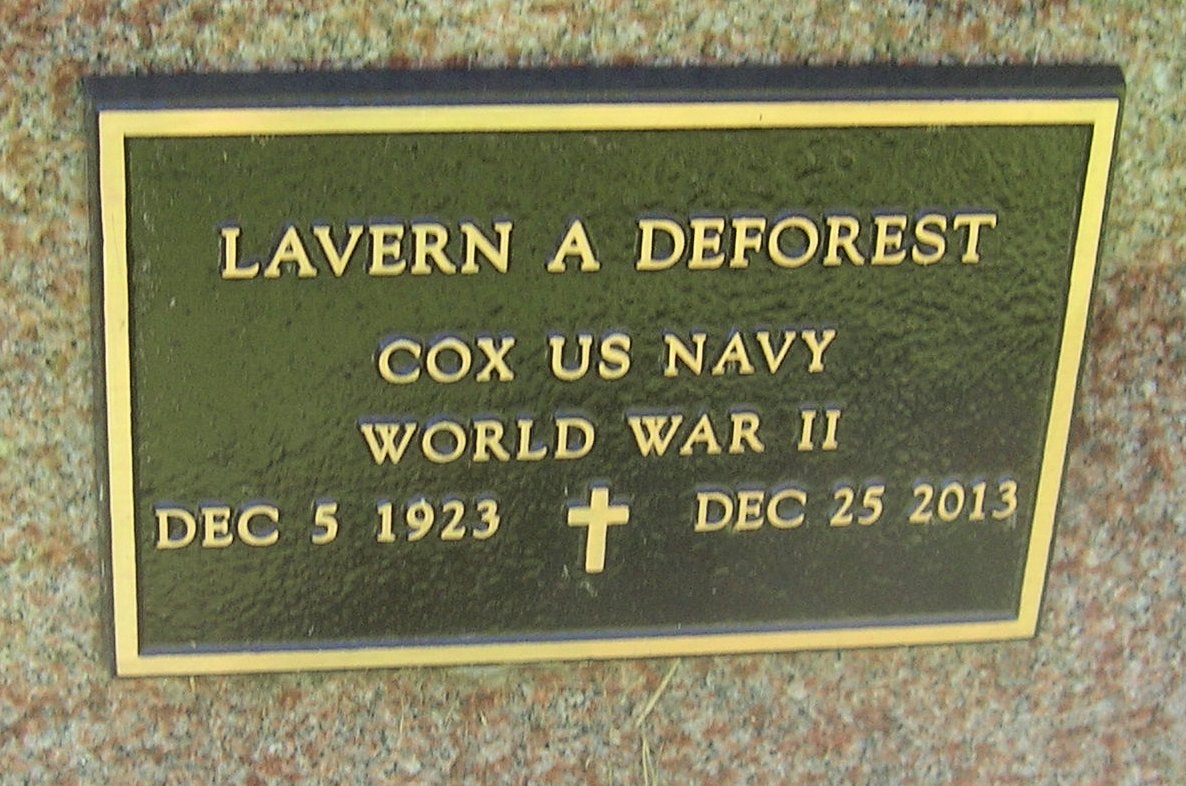 LAVERN A DEFOREST
COX US NAVY
WORLD WAR II
DEC 5 1923 DEC 25 2013